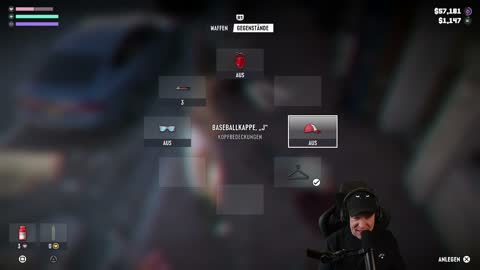 $57,181
$1,147
WAFFEN GEGENSTÄNDE
AUS
3
BASEBALLKAPPE, „J“
KOPFBEDECKUNGEN
AUS
AUS
3
0
ANLEGEN